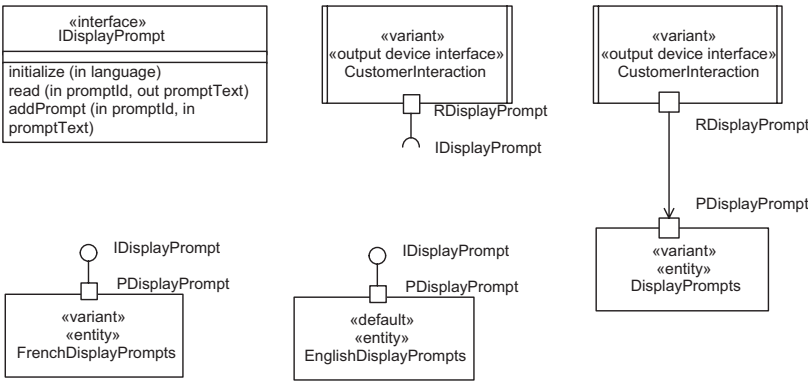 «interface»
IDisplayPrompt
initialize (in language)
read (in promptId, out promptText)
addPrompt (in promptId, in
promptText)
«variant»
«output device interface»
CustomerInteraction
RDisplayPrompt
IDisplayPrompt
«variant»
«output device interface»
CustomerInteraction
RDisplayPrompt
PDisplayPrompt
«variant»
«entity»
DisplayPrompts
IDisplayPrompt
PDisplayPrompt
«variant»
«entity»
FrenchDisplayPrompts
IDisplayPrompt
PDisplayPrompt
«default»
«entity»
EnglishDisplayPrompts